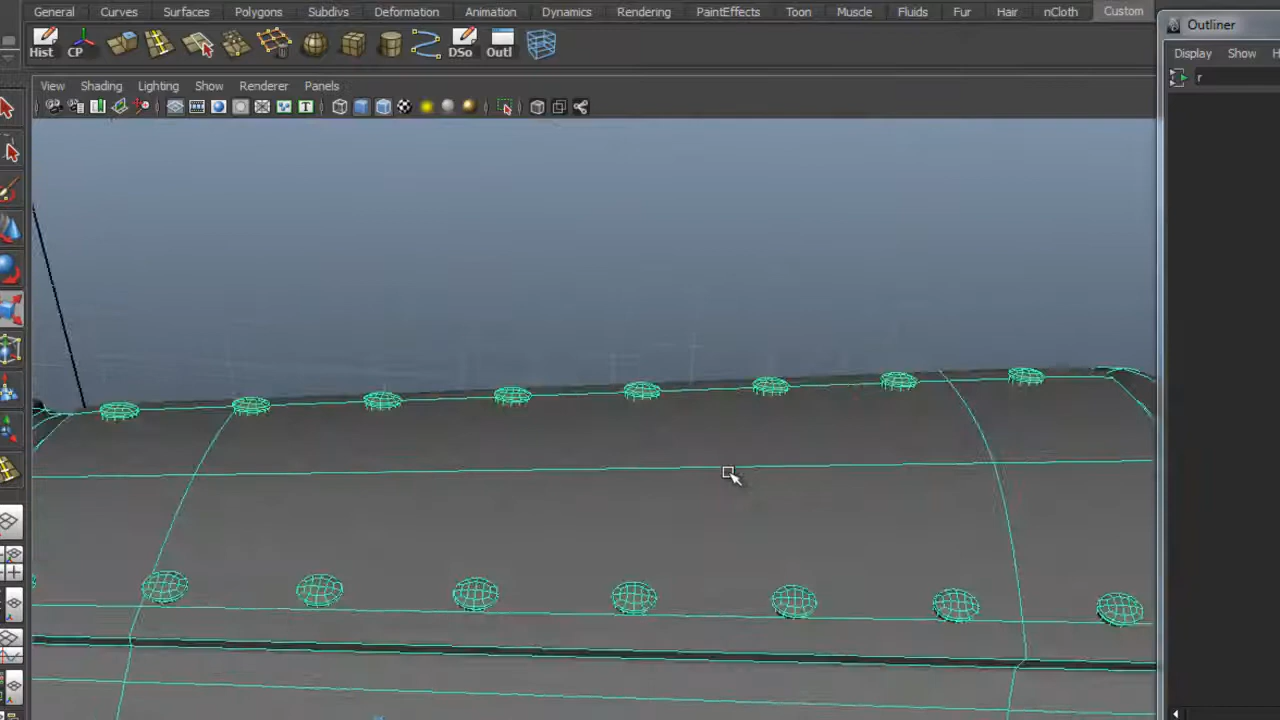 General Curves Surfaces Polygons Subdivs Deformation Animation Dynamics Rendering PaintEffects Toon Muscle Fluids Fur Hair nCloth Custom
Outliner
Hist CP DSo Outl
Display Show H
View Shading Lighting Show Renderer Panels
r
T